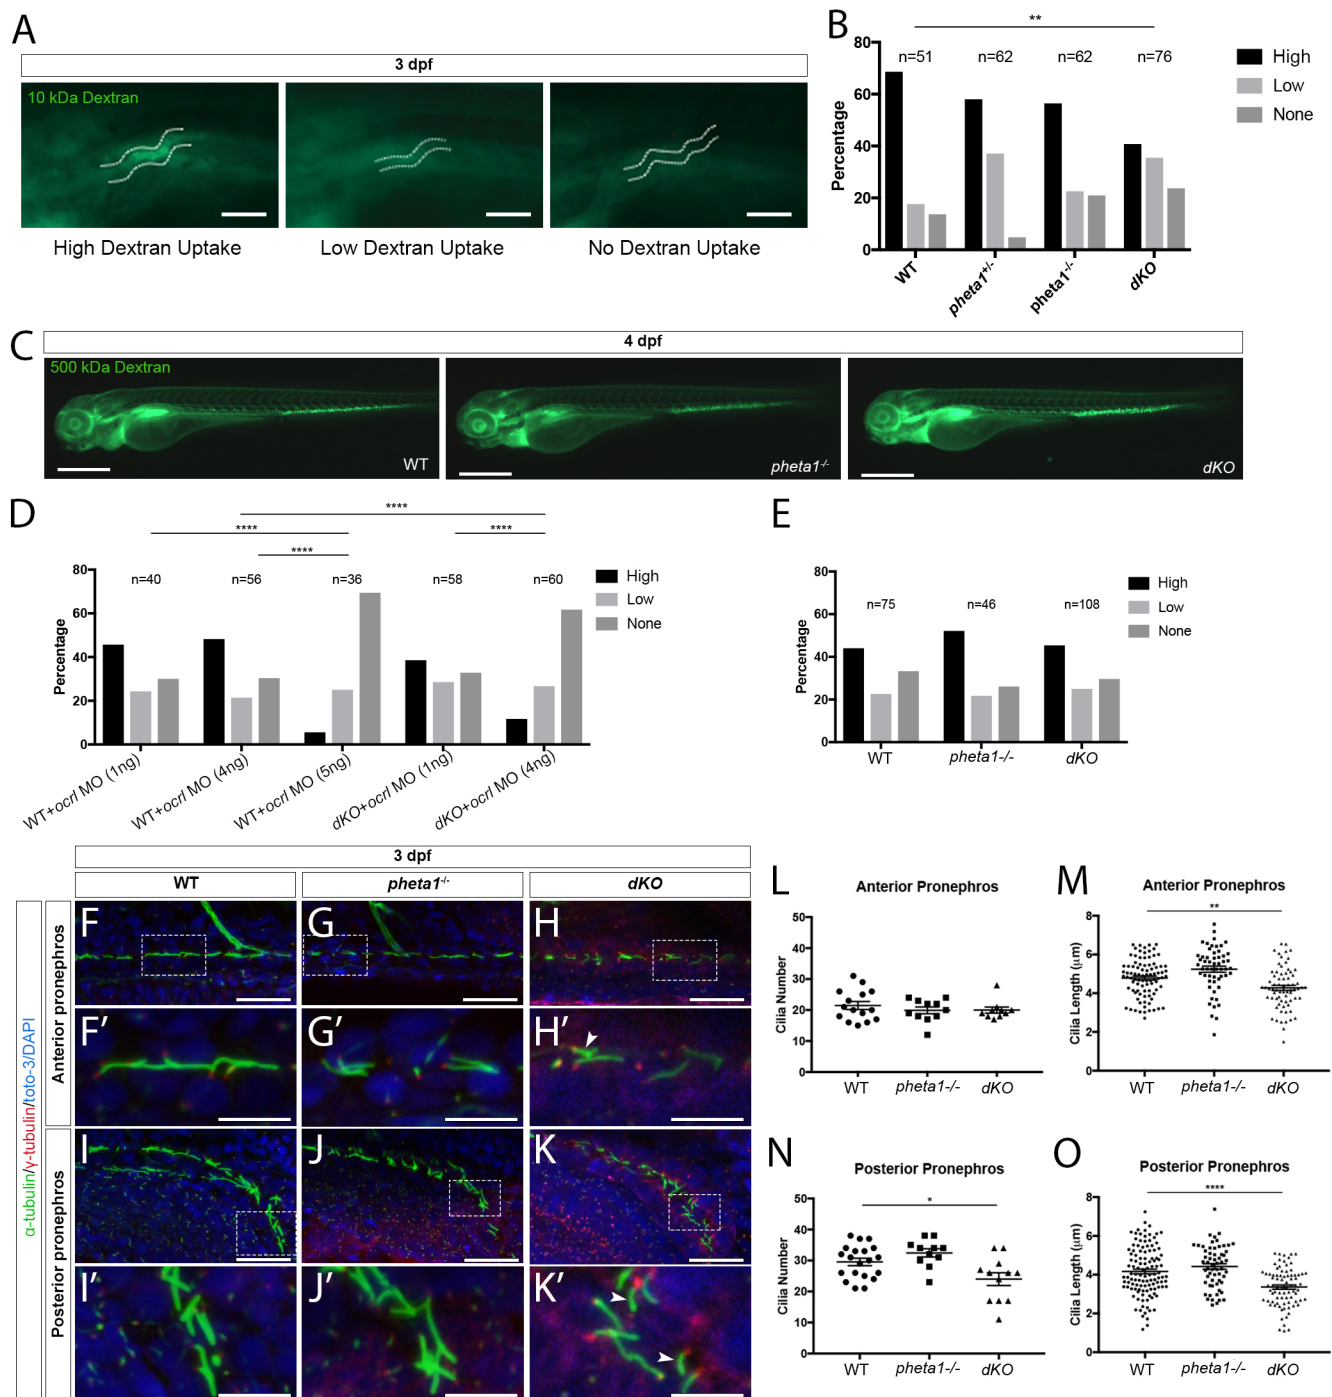 A
3 dpf
10 kDa Dextran
High Dextran Uptake
Low Dextran Uptake
No Dextran Uptake
B
**
n=51
n=62
n=62
n=76
High
Low
None
Percentage
80
60
40
20
0
WT
pheta1+/-
pheta1-/-
dKO
C
4 dpf
500 kDa Dextran
WT
pheta1-/-
dKO
D
****
****
****
****
n=40
n=56
n=36
n=58
n=60
High
Low
None
Percentage
80
60
40
20
0
WT+ocrl MO (1ng)
WT+ocrl MO (4ng)
WT+ocrl MO (5ng)
dKO+ocrl MO (1ng)
dKO+ocrl MO (4ng)
E
n=75
n=46
n=108
High
Low
None
Percentage
80
60
40
20
0
WT
pheta1-/-
dKO
3 dpf
WT
pheta1-/-
dKO
α-tubulin/γ-tubulin/toto-3/DAPI
Anterior pronephros
Posterior pronephros
F
G
H
F’
G’
H’
I
J
K
I’
J’
K’
L
Anterior Pronephros
Cilia Number
50
40
30
20
10
0
WT
pheta1-/-
dKO
M
Anterior Pronephros
**
Cilia Length (μm)
8
6
4
2
0
WT
pheta1-/-
dKO
N
Posterior Pronephros
*
Cilia Number
50
40
30
20
10
0
WT
pheta1-/-
dKO
O
Posterior Pronephros
****
Cilia Length (μm)
8
6
4
2
0
WT
pheta1-/-
dKO